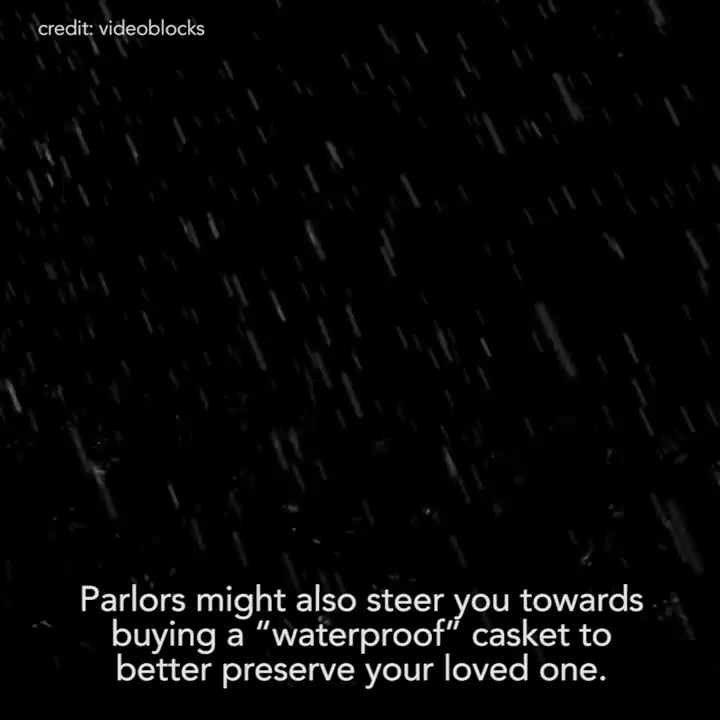 credit: videoblocks
Parlors might also steer you towards
buying a “waterproof” casket to
better preserve your loved one.